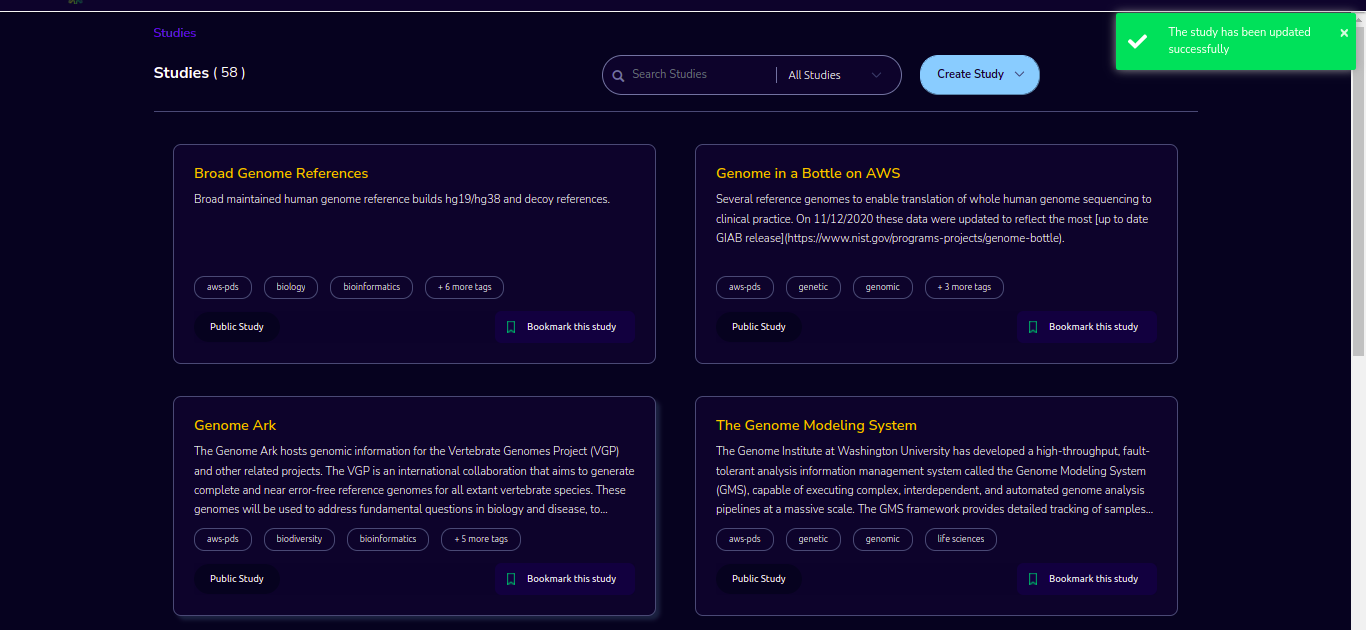 Studies
The study has been updated
successfully
Studies ( 58 )
Search Studies
All Studies
Create Study
Broad Genome References
Broad maintained human genome reference builds hg19/hg38 and decoy references.
aws-pds
biology
bioinformatics
+ 6 more tags
Public Study
Bookmark this study
Genome in a Bottle on AWS
Several reference genomes to enable translation of whole human genome sequencing to
clinical practice. On 11/12/2020 these data were updated to reflect the most [up to date
GIAB release](https://www.nist.gov/programs-projects/genome-bottle).
aws-pds
genetic
genomic
+ 3 more tags
Public Study
Bookmark this study
Genome Ark
The Genome Ark hosts genomic information for the Vertebrate Genomes Project (VGP)
and other related projects. The VGP is an international collaboration that aims to generate
complete and near error-free reference genomes for all extant vertebrate species. These
genomes will be used to address fundamental questions in biology and disease, to...
aws-pds
biodiversity
bioinformatics
+ 5 more tags
Public Study
Bookmark this study
The Genome Modeling System
The Genome Institute at Washington University has developed a high-throughput, fault-
tolerant analysis information management system called the Genome Modeling System
(GMS), capable of executing complex, interdependent, and automated genome analysis
pipelines at a massive scale. The GMS framework provides detailed tracking of samples...
aws-pds
genetic
genomic
life sciences
Public Study
Bookmark this study